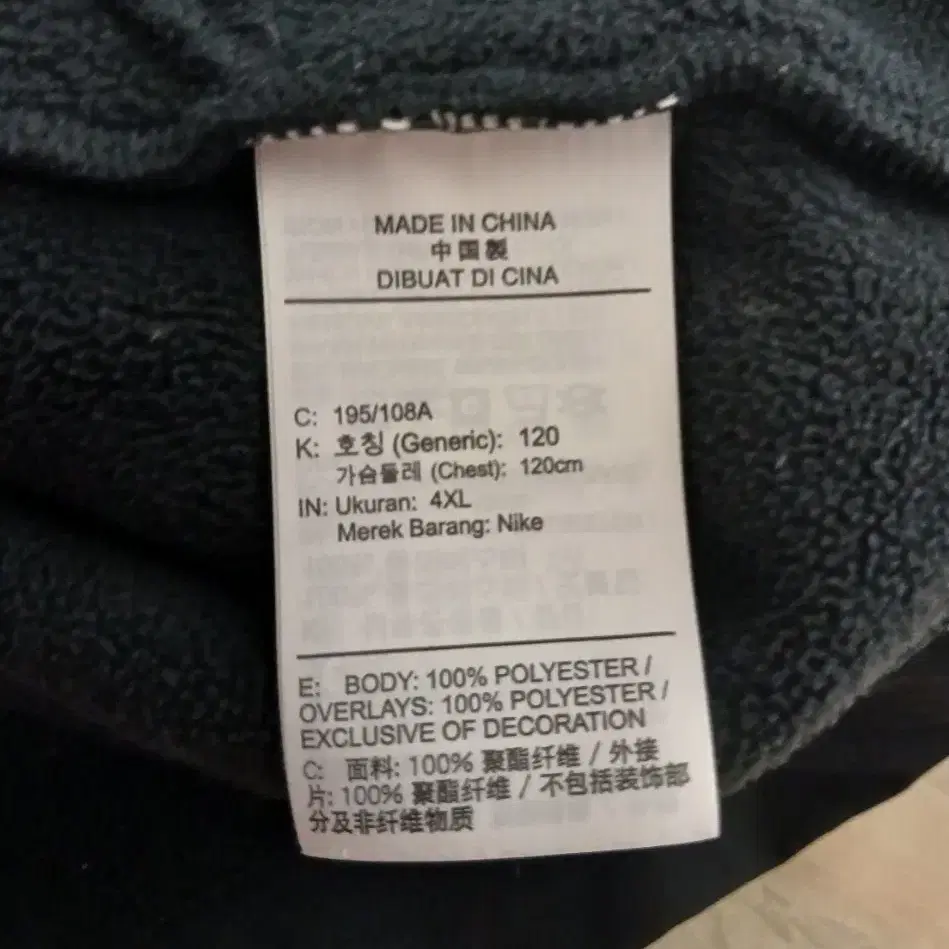 MADE IN CHINA
中国製
DIBUAT DI CINA
C: 195/108A
K: 호칭 (Generic): 120
가슴둘레 (Chest): 120cm
IN: Ukuran: 4XL
Merek Barang: Nike
E: BODY: 100% POLYESTER /
OVERLAYS: 100% POLYESTER /
EXCLUSIVE OF DECORATION
C: 面料: 100% 聚酯纤维 / 外接
片: 100% 聚酯纤维 / 不包括装饰部
分及非纤维物质